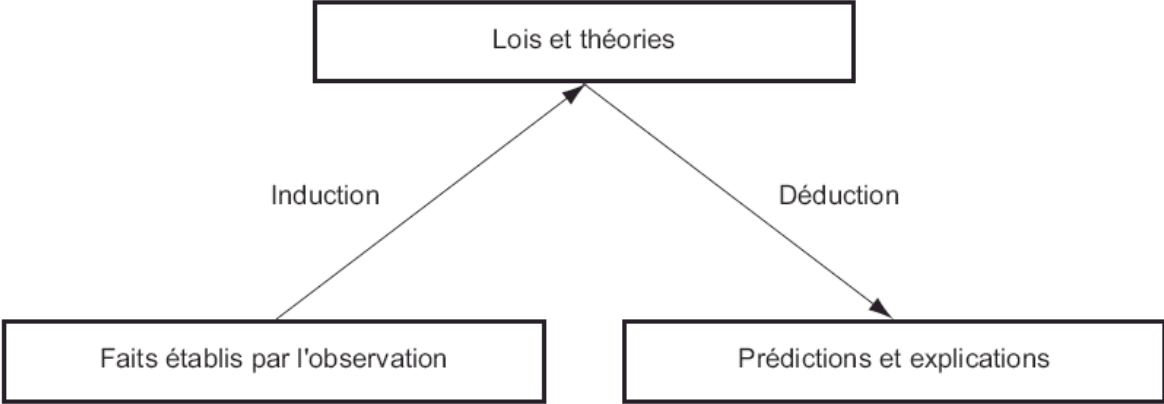 Lois et théories
Induction
Déduction
Faits établis par l'observation
Prédictions et explications